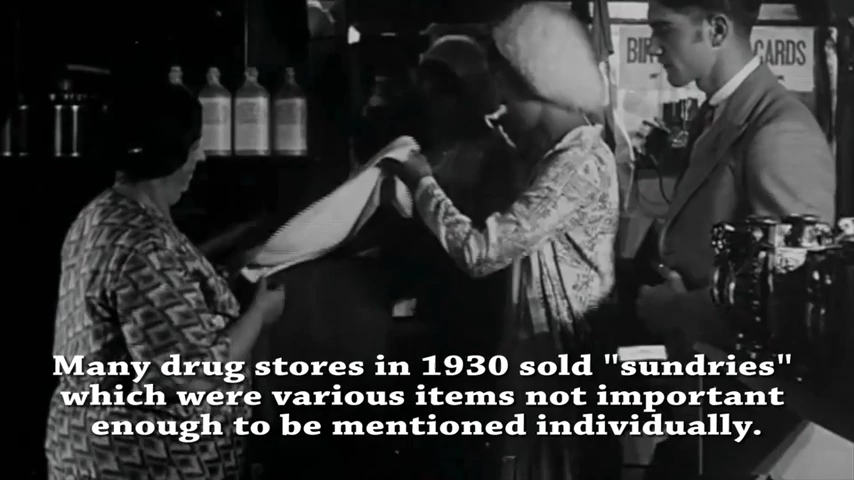 BIR
CARDS
Many drug stores in 1930 sold "sundries"
which were various items not important
enough to be mentioned individually.